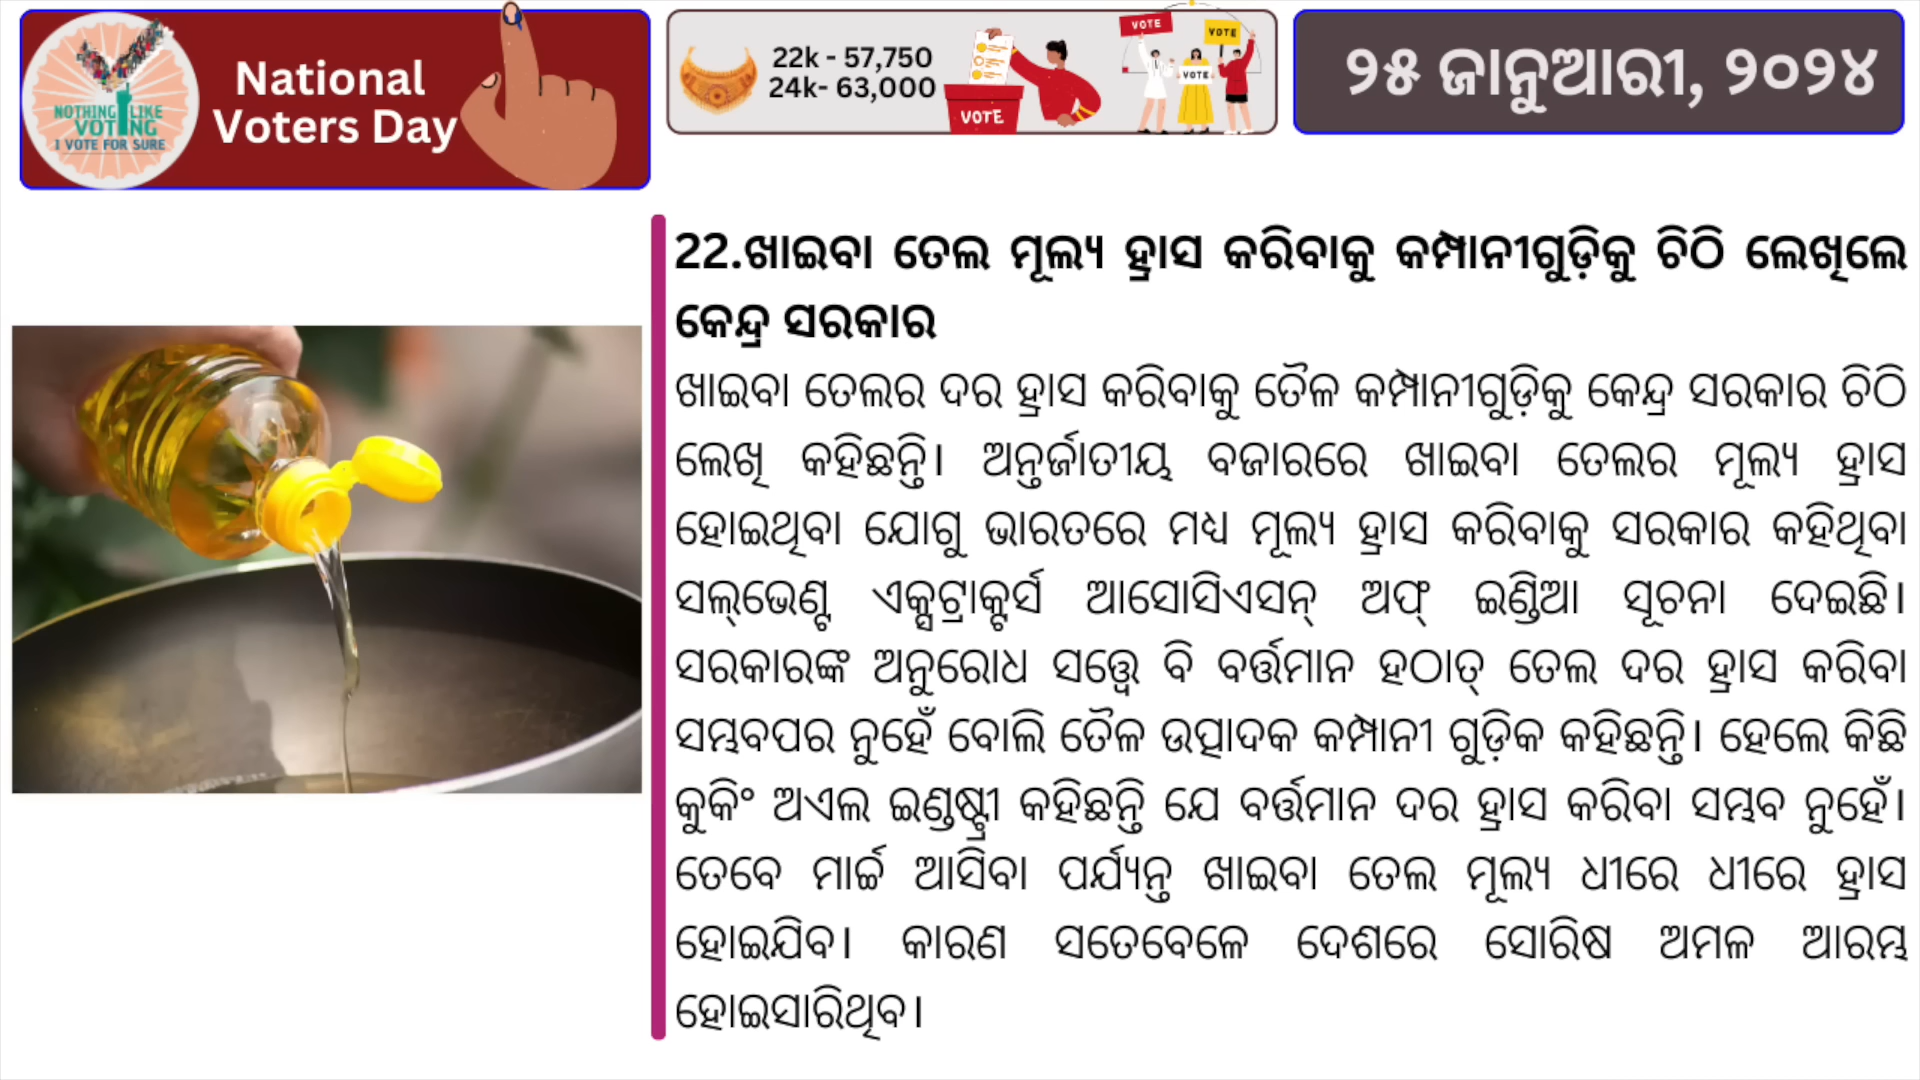 NOTHING LIKE
VOTING
I VOTE FOR SURE
National
Voters Day
22k - 57,750
24k- 63,000
VOTE
VOTE
VOTE
VOTE
୨୫ ଜାନୁଆରୀ, ୨୦୨୪
22.ଖାଇବା ତେଲ ମୂଲ୍ୟ ହ୍ରାସ କରିବାକୁ କମ୍ପାନୀଗୁଡ଼ିକୁ ଚିଠି ଲେଖିଲେ
କେନ୍ଦ୍ର ସରକାର
ଖାଇବା ତେଲର ଦର ହ୍ରାସ କରିବାକୁ ତୈଳ କମ୍ପାନୀଗୁଡ଼ିକୁ କେନ୍ଦ୍ର ସରକାର ଚିଠି
ଲେଖି କହିଛନ୍ତି। ଅନ୍ତର୍ଜାତୀୟ ବଜାରରେ ଖାଇବା ତେଲର ମୂଲ୍ୟ ହ୍ରାସ
ହୋଇଥିବା ଯୋଗୁ ଭାରତରେ ମଧ୍ୟ ମୂଲ୍ୟ ହ୍ରାସ କରିବାକୁ ସରକାର କହିଥିବା
ସଲ୍‌ଭେଣ୍ଟ ଏକ୍ସଟ୍ରାକ୍ଟର୍ସ ଆସୋସିଏସନ୍ ଅଫ୍ ଇଣ୍ଡିଆ ସୂଚନା ଦେଇଛି।
ସରକାରଙ୍କ ଅନୁରୋଧ ସତ୍ତ୍ୱେ ବି ବର୍ତ୍ତମାନ ହଠାତ୍ ତେଲ ଦର ହ୍ରାସ କରିବା
ସମ୍ଭବପର ନୁହେଁ ବୋଲି ତୈଳ ଉତ୍ପାଦକ କମ୍ପାନୀ ଗୁଡ଼ିକ କହିଛନ୍ତି। ହେଲେ କିଛି
କୁକିଂ ଅଏଲ ଇଣ୍ଡଷ୍ଟ୍ରୀ କହିଛନ୍ତି ଯେ ବର୍ତ୍ତମାନ ଦର ହ୍ରାସ କରିବା ସମ୍ଭବ ନୁହେଁ।
ତେବେ ମାର୍ଚ୍ଚ ଆସିବା ପର୍ଯ୍ୟନ୍ତ ଖାଇବା ତେଲ ମୂଲ୍ୟ ଧୀରେ ଧୀରେ ହ୍ରାସ
ହୋଇଯିବ। କାରଣ ସତେବେଳେ ଦେଶରେ ସୋରିଷ ଅମଳ ଆରମ୍ଭ
ହୋଇସାରିଥିବ।